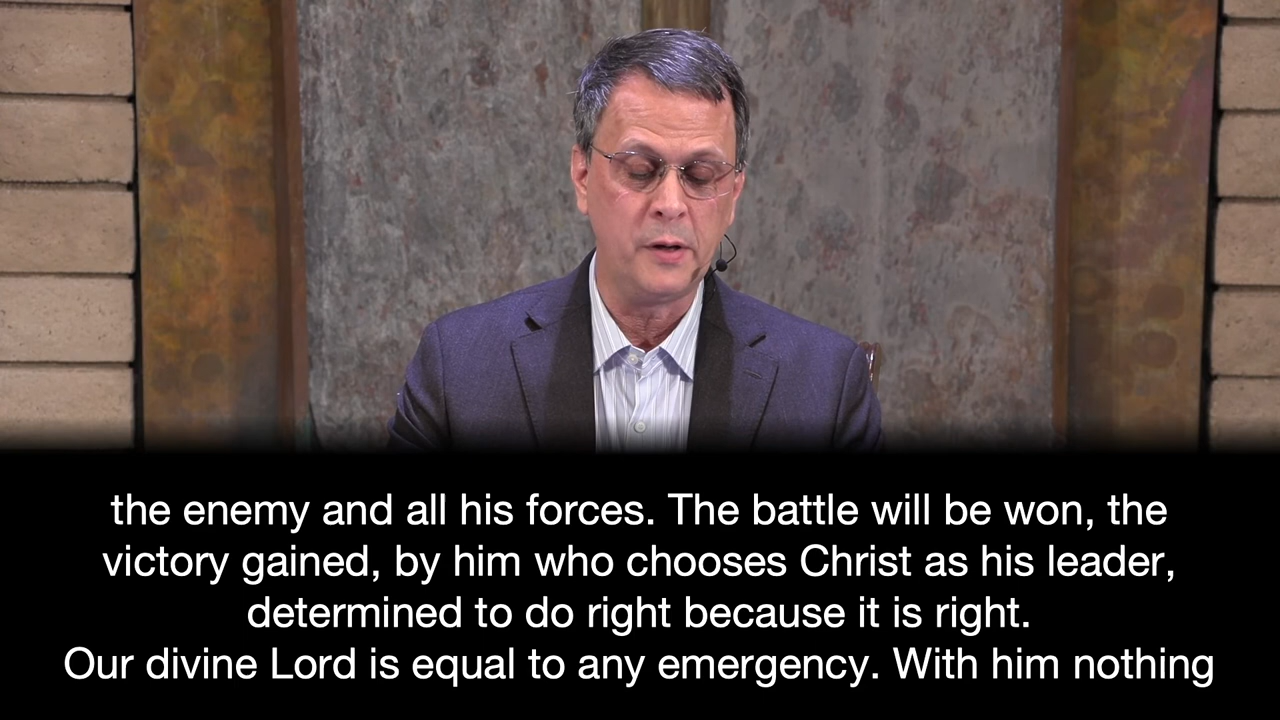 the enemy and all his forces. The battle will be won, the
victory gained, by him who chooses Christ as his leader,
determined to do right because it is right.
Our divine Lord is equal to any emergency. With him nothing